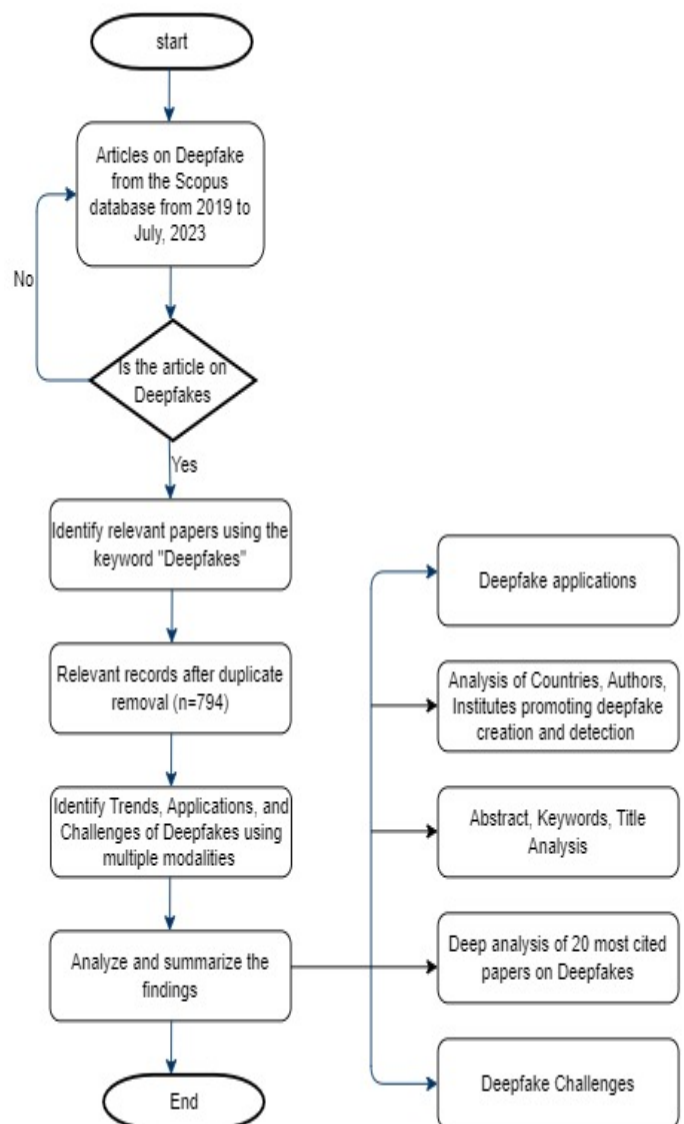 start
Articles on Deepfake
from the Scopus
database from 2019 to
July, 2023
No
Is the article on
Deepfakes
Yes
Identify relevant papers using the
keyword "Deepfakes"
Relevant records after duplicate
removal (n=794)
Identify Trends, Applications, and
Challenges of Deepfakes using
multiple modalities
Analyze and summarize the
findings
End
Deepfake applications
Analysis of Countries, Authors,
Institutes promoting deepfake
creation and detection
Abstract, Keywords, Title
Analysis
Deep analysis of 20 most cited
papers on Deepfakes
Deepfake Challenges